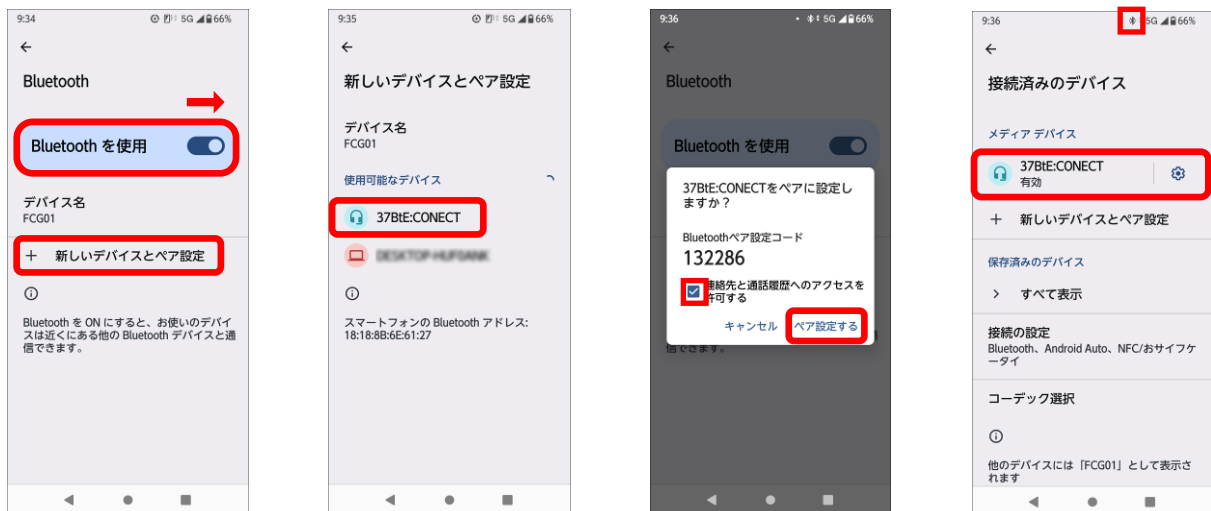 9:34
5G 66%
Bluetooth
Bluetooth を使用
デバイス名
FCG01
新しいデバイスとペア設定
Bluetooth を ON にすると、お使いのデバイ
スは近くにある他の Bluetooth デバイスと通
信できます。
9:35
5G 66%
新しいデバイスとペア設定
デバイス名
FCG01
使用可能なデバイス
37BtE:CONECT
スマートフォンの Bluetooth アドレス:
18:18:8B:6E:61:27
9:36
5G 66%
Bluetooth
Bluetooth を使用
37BtE:CONECTをペアに設定し
ますか？
Bluetoothペア設定コード
132286
連絡先と通話履歴へのアクセスを
許可する
キャンセル ペア設定する
信できます。
9:36
5G 66%
接続済みのデバイス
メディア デバイス
37BtE:CONECT
有効
新しいデバイスとペア設定
保存済みのデバイス
すべて表示
接続の設定
Bluetooth、Android Auto、NFC/おサイフケ
ータイ
コーデック選択
他のデバイスには「FCG01」として表示さ
れます